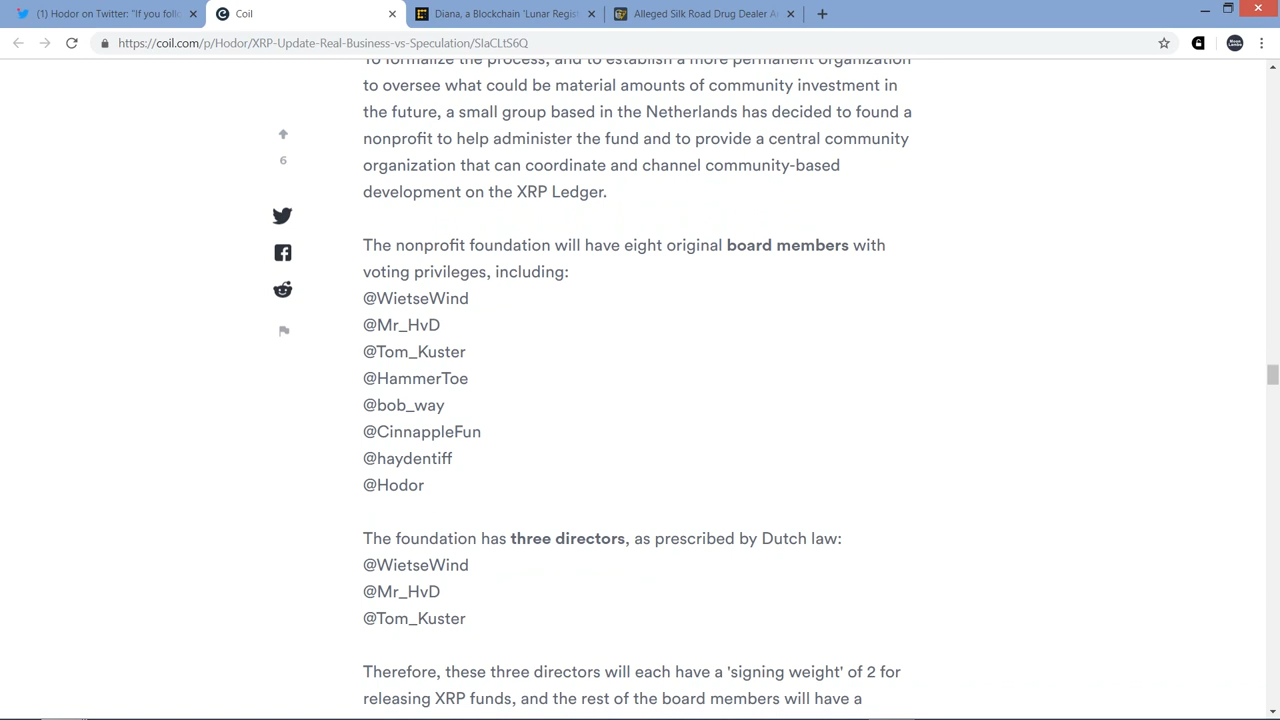 (1) Hodor on Twitter: "If you follo
Coil
Diana, a Blockchain 'Lunar Regist
Alleged Silk Road Drug Dealer A
https://coil.com/p/Hodor/XRP-Update-Real-Business-vs-Speculation/SlaCLtS6Q
To formalize the process, and to establish a more permanent organization
to oversee what could be material amounts of community investment in
the future, a small group based in the Netherlands has decided to found a
nonprofit to help administer the fund and to provide a central community
organization that can coordinate and channel community-based
development on the XRP Ledger.
6
The nonprofit foundation will have eight original board members with
voting privileges, including:
@WietseWind
@Mr_HvD
@Tom_Kuster
@HammerToe
@bob_way
@CinnappleFun
@haydentiff
@Hodor
The foundation has three directors, as prescribed by Dutch law:
@WietseWind
@Mr_HvD
@Tom_Kuster
Therefore, these three directors will each have a 'signing weight' of 2 for
releasing XRP funds, and the rest of the board members will have a